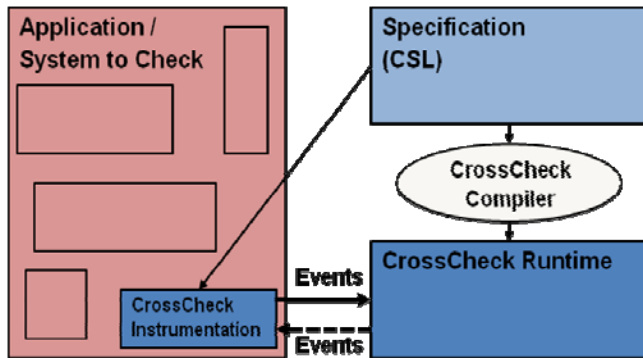 Application /
System to Check
Specification
(CSL)
CrossCheck
Compiler
CrossCheck Runtime
Events
CrossCheck
Instrumentation
Events